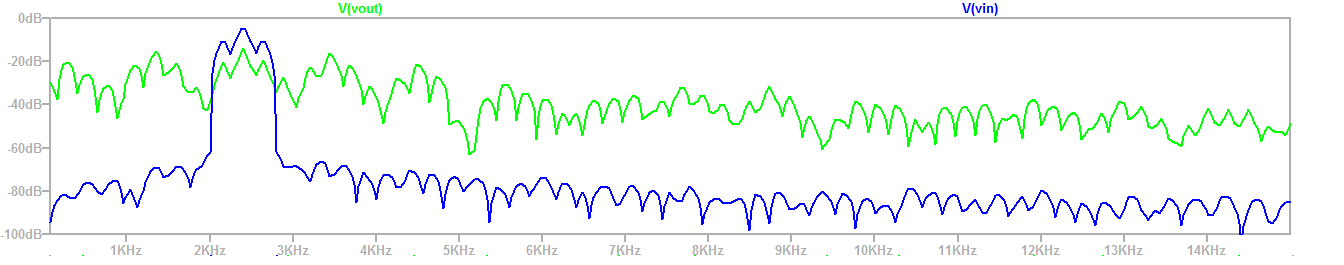 V(vout) V(vin)
0dB
-20dB
-40dB
-60dB
-80dB
-100dB
1KHz 2KHz 3KHz 4KHz 5KHz 6KHz 7KHz 8KHz 9KHz 10KHz 11KHz 12KHz 13KHz 14KHz